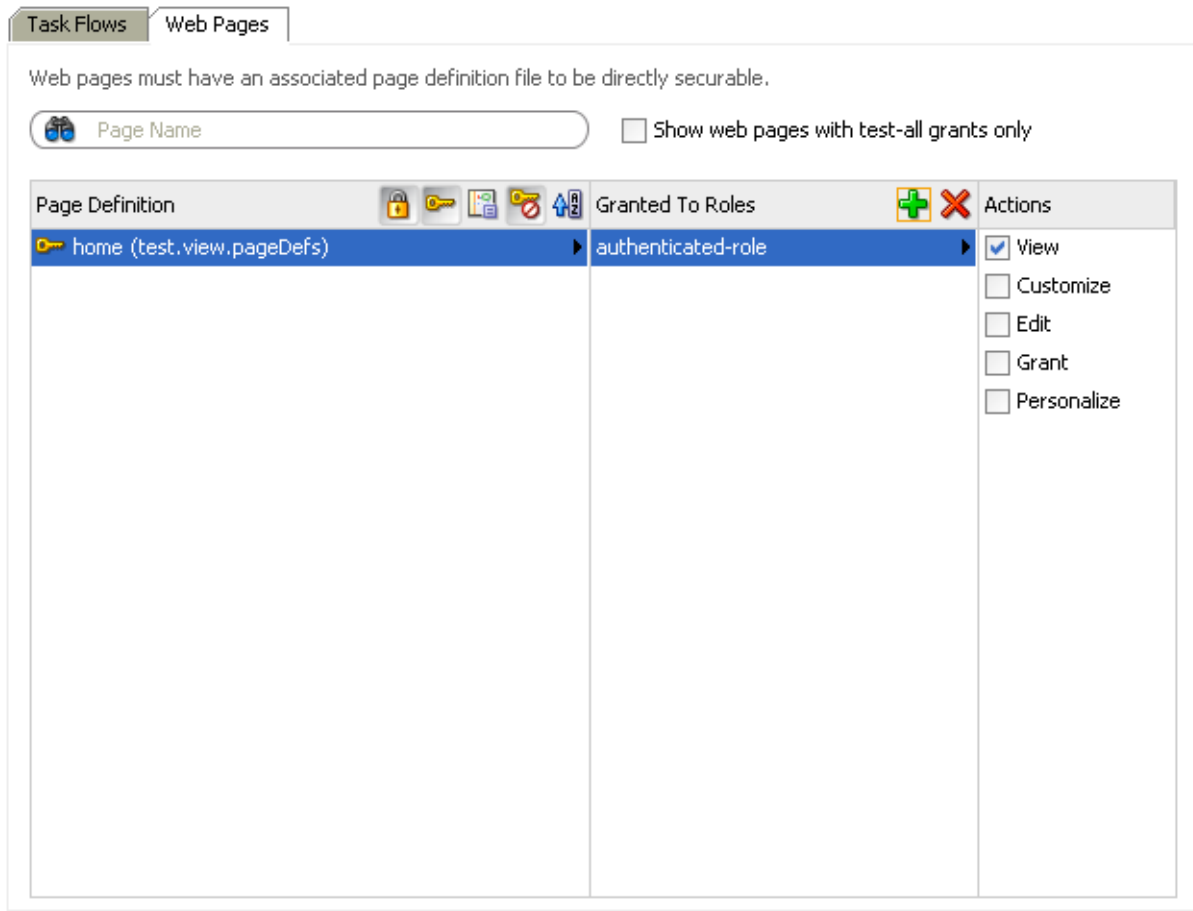 Task Flows
Web Pages
Web pages must have an associated page definition file to be directly securable.
Page Name
Show web pages with test-all grants only
Page Definition
Granted To Roles
Actions
home (test.view.pageDefs)
authenticated-role
View
Customize
Edit
Grant
Personalize